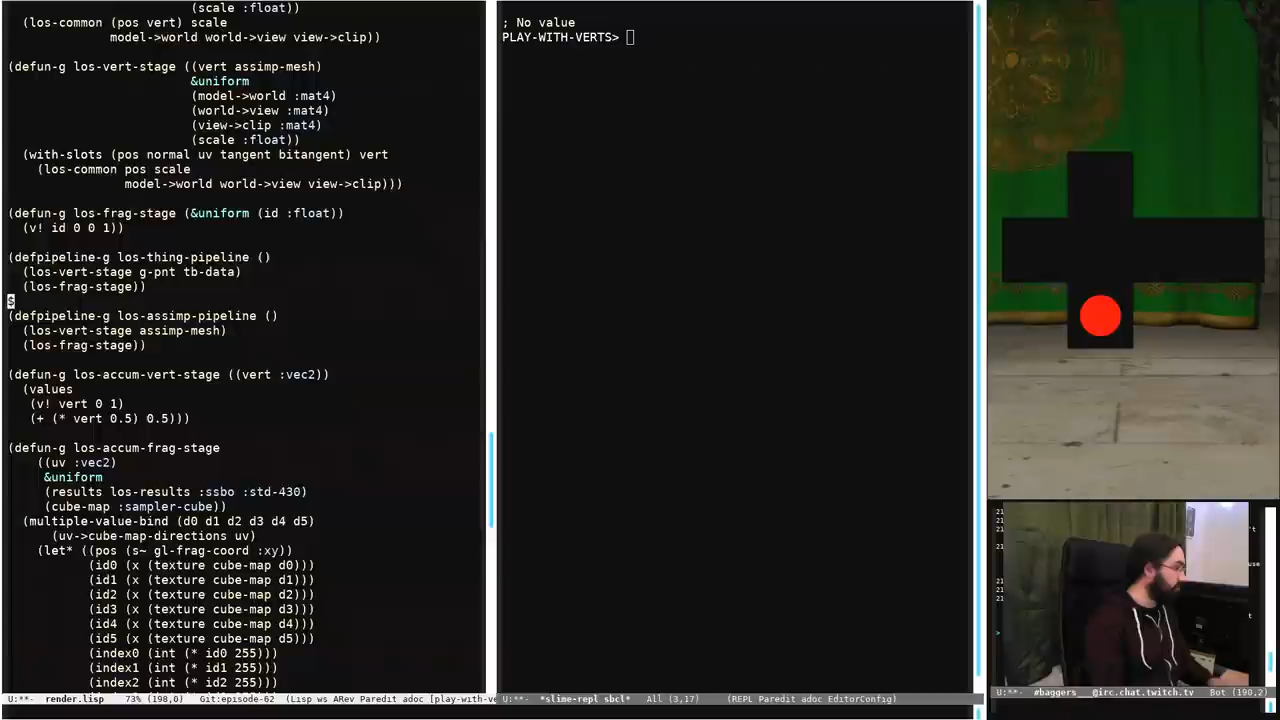 (scale :float))
(los-common (pos vert) scale
model->world world->view view->clip))
(defun-g los-vert-stage ((vert assimp-mesh)
&uniform
(model->world :mat4)
(world->view :mat4)
(view->clip :mat4)
(scale :float))
(with-slots (pos normal uv tangent bitangent) vert
(los-common pos scale
model->world world->view view->clip)))
(defun-g los-frag-stage (&uniform (id :float))
(v! id 0 0 1))
(defpipeline-g los-thing-pipeline ()
(los-vert-stage g-pnt tb-data)
(los-frag-stage))
(defpipeline-g los-assimp-pipeline ()
(los-vert-stage assimp-mesh)
(los-frag-stage))
(defun-g los-accum-vert-stage ((vert :vec2))
(values
(v! vert 0 1)
(+ (* vert 0.5) 0.5)))
(defun-g los-accum-frag-stage
((uv :vec2)
&uniform
(results los-results :ssbo :std-430)
(cube-map :sampler-cube))
(multiple-value-bind (d0 d1 d2 d3 d4 d5)
(uv->cube-map-directions uv)
(let* ((pos (s~ gl-frag-coord :xy))
(id0 (x (texture cube-map d0)))
(id1 (x (texture cube-map d1)))
(id2 (x (texture cube-map d2)))
(id3 (x (texture cube-map d3)))
(id4 (x (texture cube-map d4)))
(id5 (x (texture cube-map d5)))
(index0 (int (* id0 255)))
(index1 (int (* id1 255)))
(index2 (int (* id2 255)))
U:**- render.lisp 73% (198,0) Git:episode-62 (Lisp ws ARev Paredit adoc [play-with-ve
; No value
PLAY-WITH-VERTS>
U:**- *slime-repl sbcl* All (3,17) (REPL Paredit adoc EditorConfig)
U:**- #baggers __@irc.chat.twitch.tv Bot (190,2)